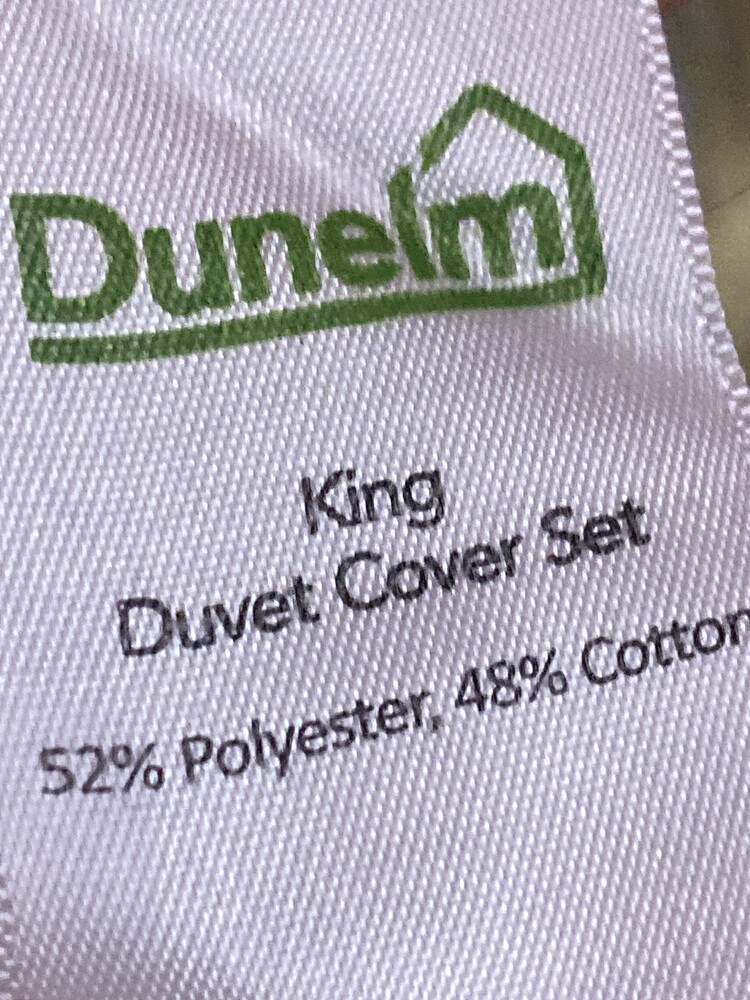 Dunelm
King
Duvet Cover Set
52% Polyester, 48% Cotton